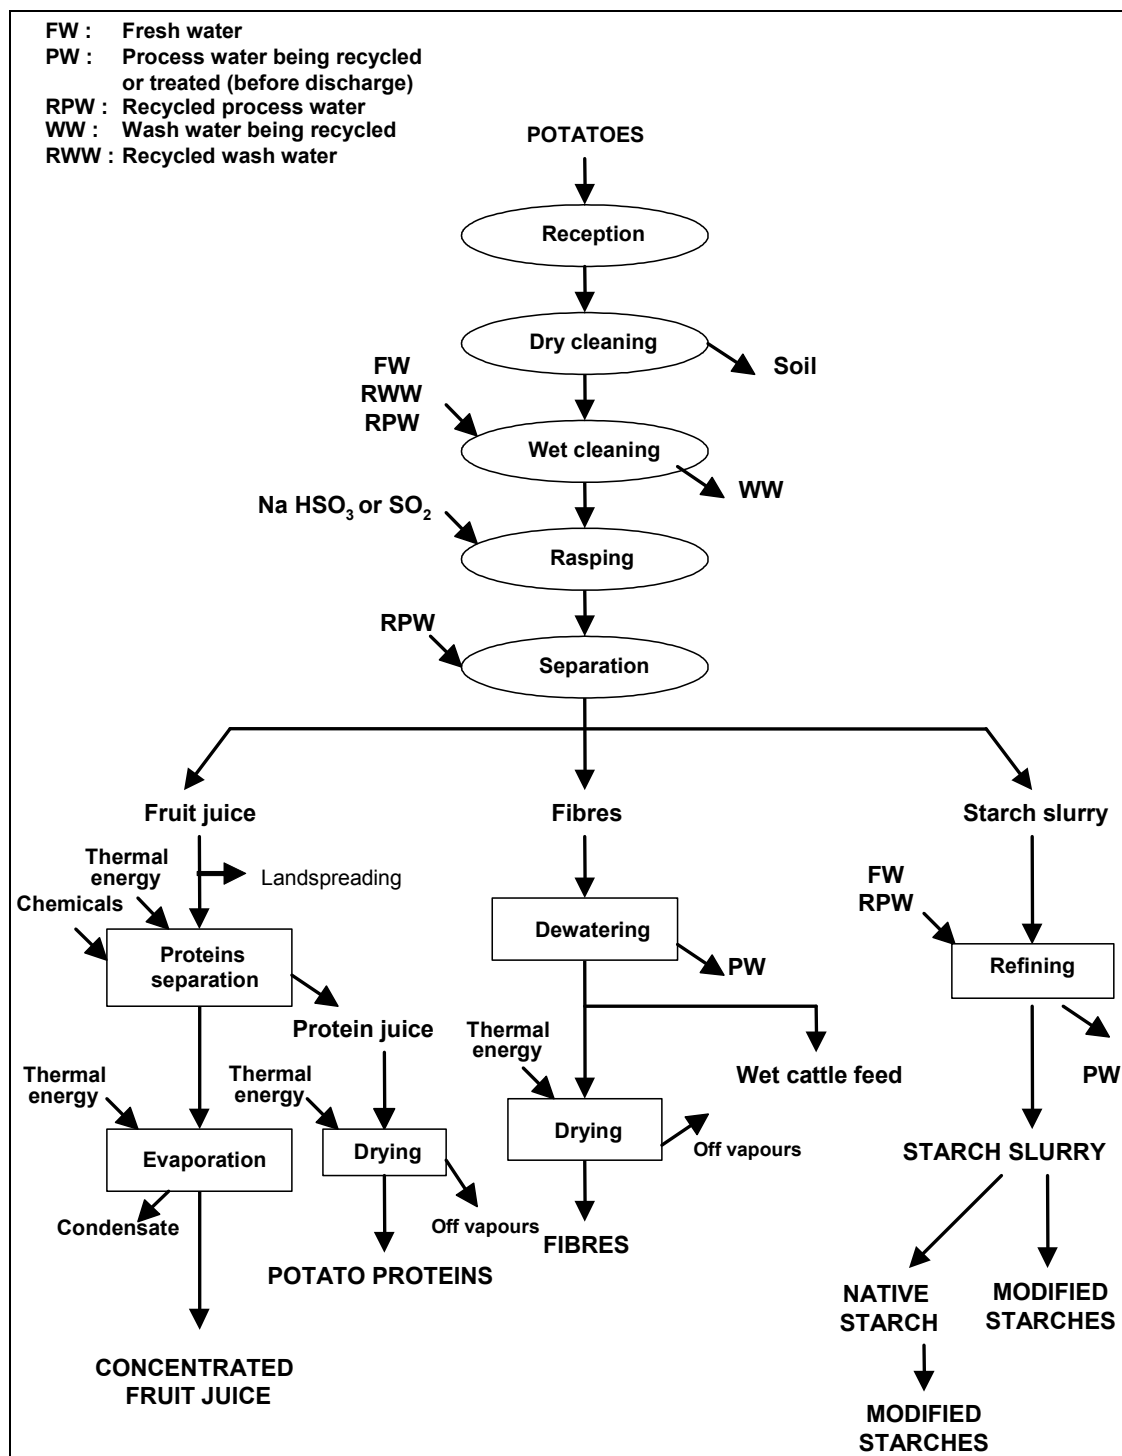 FW : Fresh water
PW : Process water being recycled
or treated (before discharge)
RPW : Recycled process water
WW : Wash water being recycled
RWW : Recycled wash water
POTATOES
Reception
Dry cleaning
Soil
FW
RWW
RPW
Wet cleaning
WW
Na HSO3 or SO2
Rasping
RPW
Separation
Fruit juice
Fibres
Starch slurry
Thermal
energy
Landspreading
Chemicals
Proteins
separation
Dewatering
PW
FW
RPW
Refining
PW
Protein juice
Thermal
energy
Wet cattle feed
Thermal
energy
Thermal
energy
Evaporation
Drying
Drying
Off vapours
STARCH SLURRY
Condensate
Off vapours
FIBRES
POTATO PROTEINS
NATIVE
STARCH
MODIFIED
STARCHES
CONCENTRATED
FRUIT JUICE
MODIFIED
STARCHES